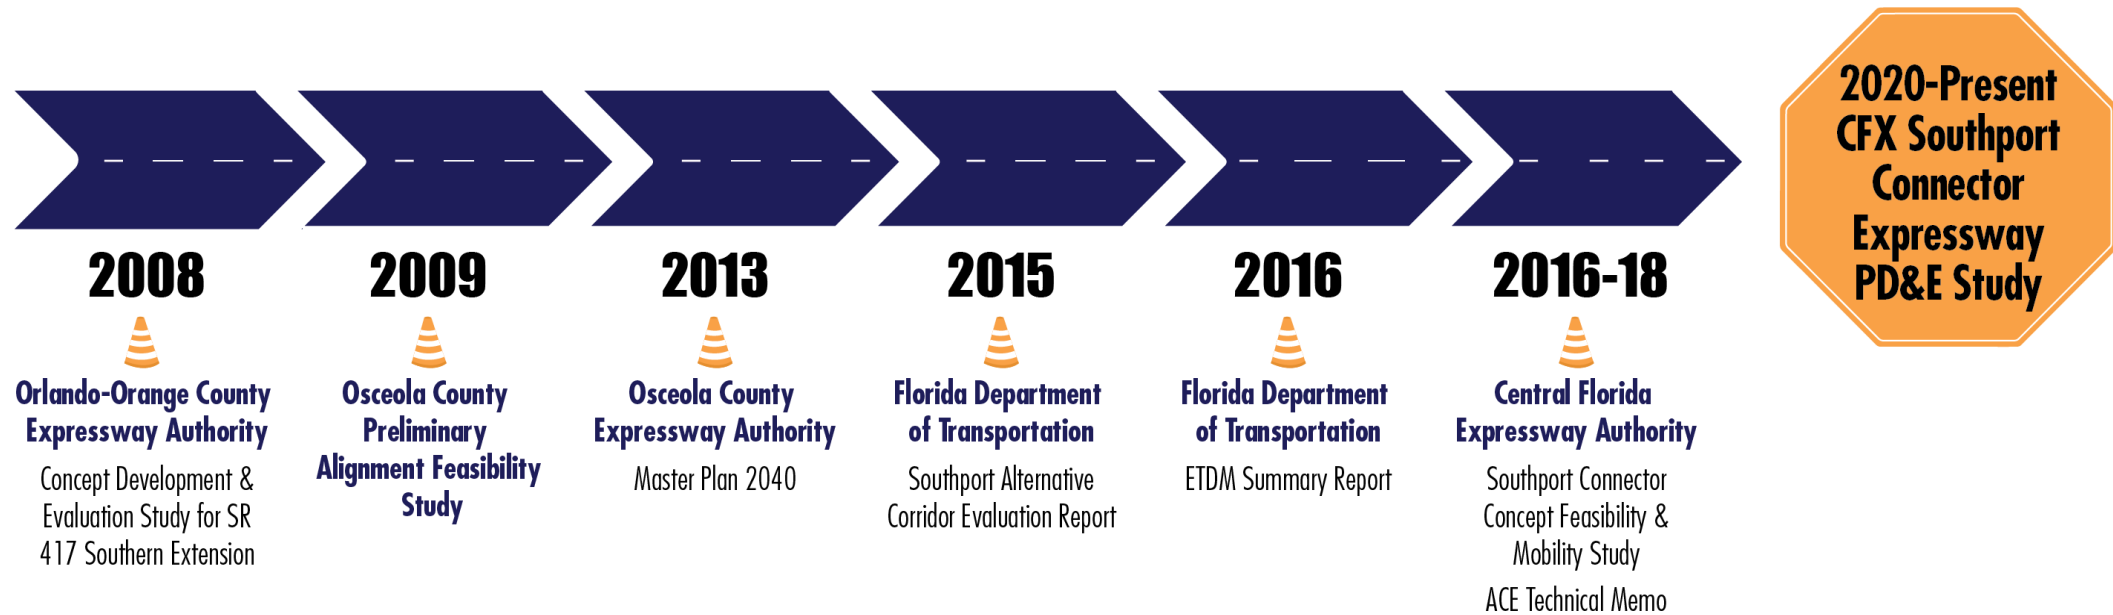 2020-Present
CFX Southport
Connector
Expressway
PD&E Study
2008
Orlando-Orange County
Expressway Authority
Concept Development &
Evaluation Study for SR
417 Southern Extension
2009
Osceola County
Preliminary
Alignment Feasibility
Study
2013
Osceola County
Expressway Authority
Master Plan 2040
2015
Florida Department
of Transportation
Southport Alternative
Corridor Evaluation Report
2016
Florida Department
of Transportation
ETDM Summary Report
2016-18
Central Florida
Expressway Authority
Southport Connector
Concept Feasibility &
Mobility Study
ACE Technical Memo